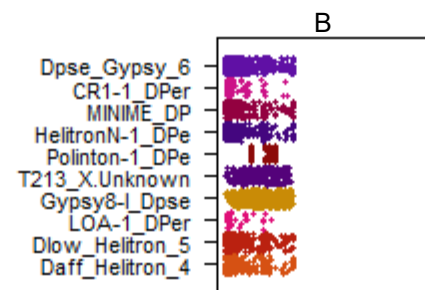 B
Dpse_Gypsy_6
CR1-1_DPer
MINIME_DP
HelitronN-1_DPe
Polinton-1_DPe
T213_X.Unknown
Gypsy8-I_Dpse
LOA-1_DPer
Dlow_Helitron_5
Daff_Helitron_4